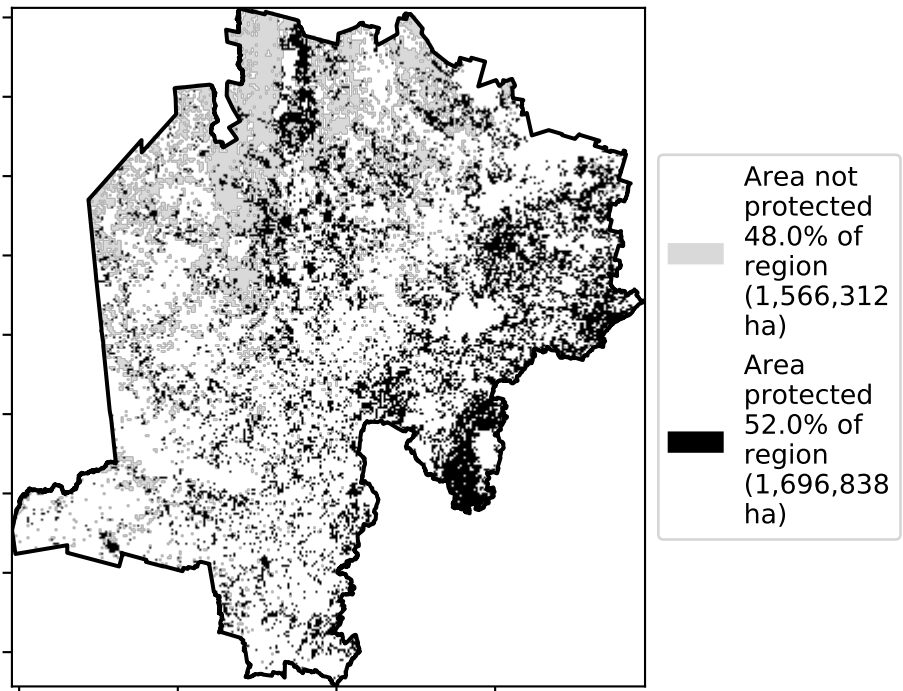 Area not
protected
48.0% of
region
(1,566,312
ha)
Area
protected
52.0% of
region
(1,696,838
ha)